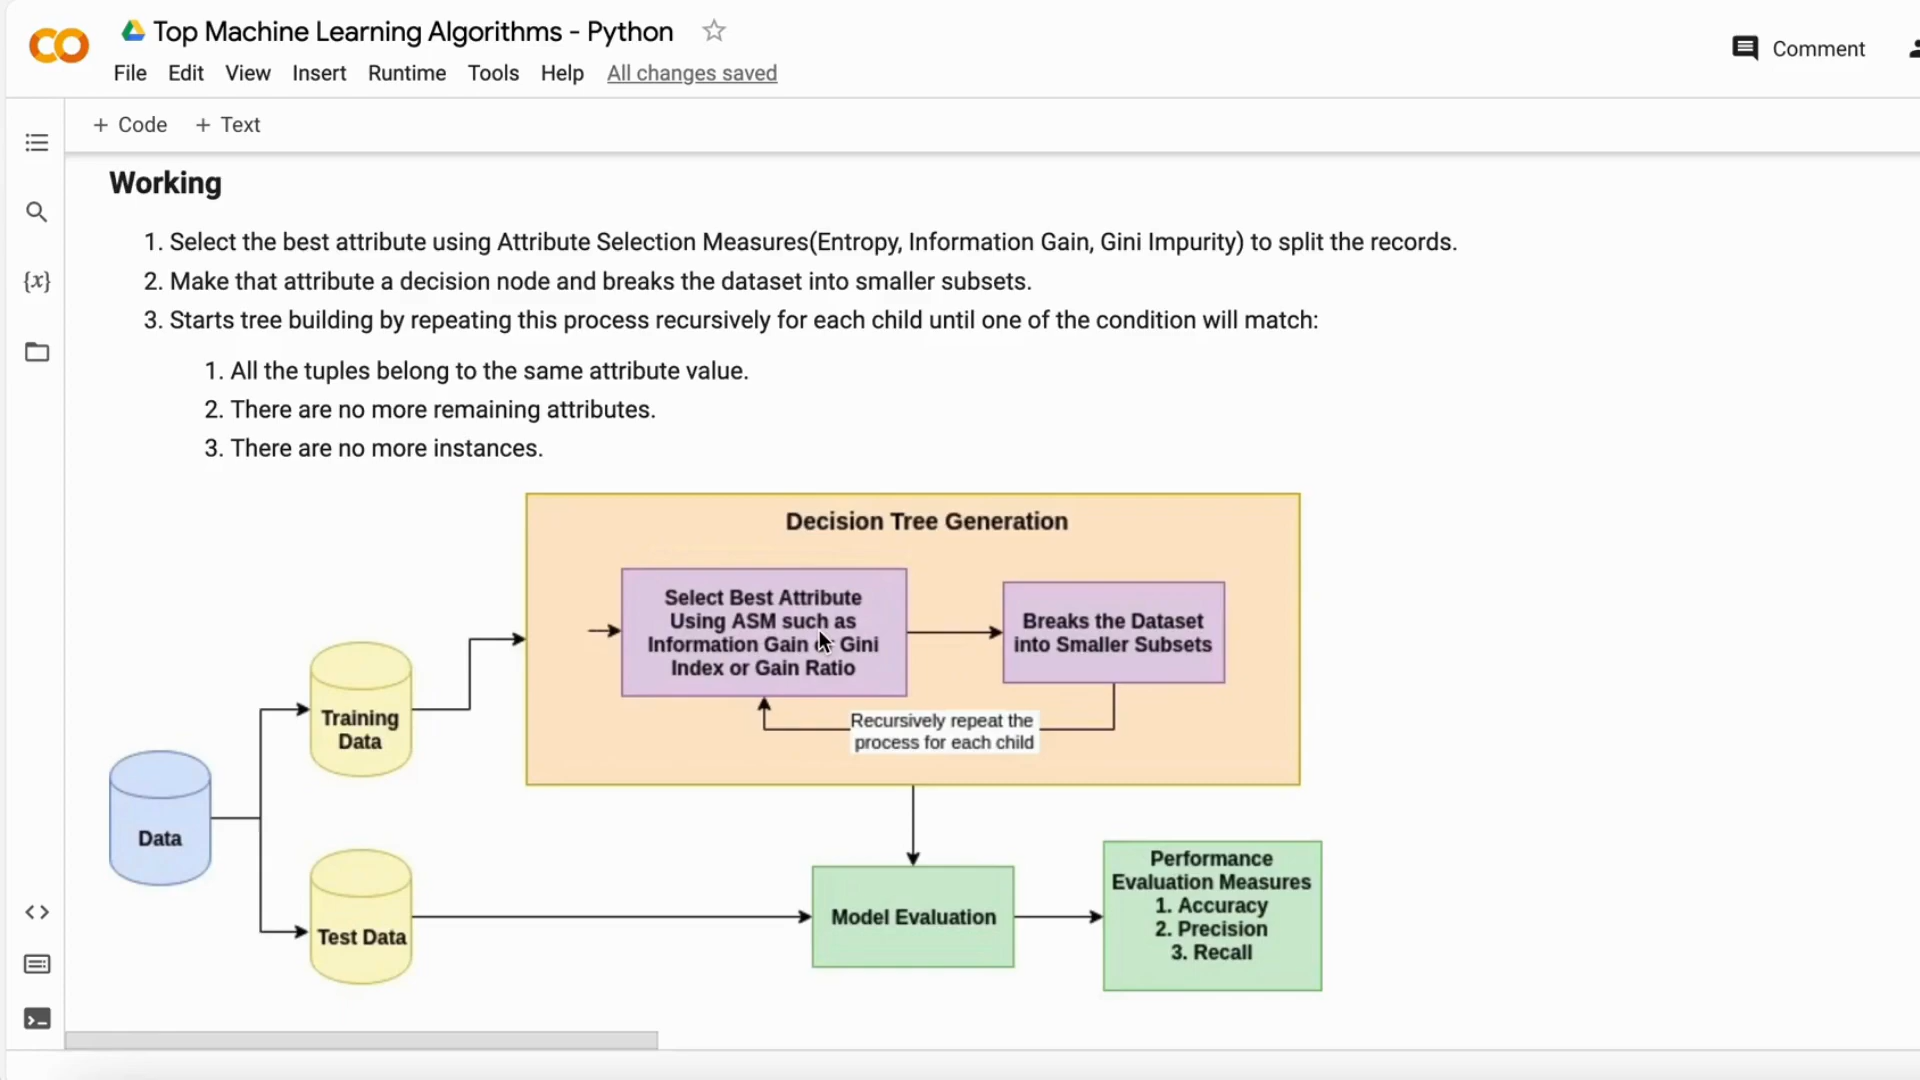 Top Machine Learning Algorithms - Python
Comment
File Edit View Insert Runtime Tools Help All changes saved
+ Code + Text
Working
1. Select the best attribute using Attribute Selection Measures(Entropy, Information Gain, Gini Impurity) to split the records.
2. Make that attribute a decision node and breaks the dataset into smaller subsets.
3. Starts tree building by repeating this process recursively for each child until one of the condition will match:
1. All the tuples belong to the same attribute value.
2. There are no more remaining attributes.
3. There are no more instances.
Decision Tree Generation
Select Best Attribute
Using ASM such as
Information Gain Gini
Index or Gain Ratio
Breaks the Dataset
into Smaller Subsets
Recursively repeat the
process for each child
Training
Data
Data
Test Data
Model Evaluation
Performance
Evaluation Measures
1. Accuracy
2. Precision
3. Recall